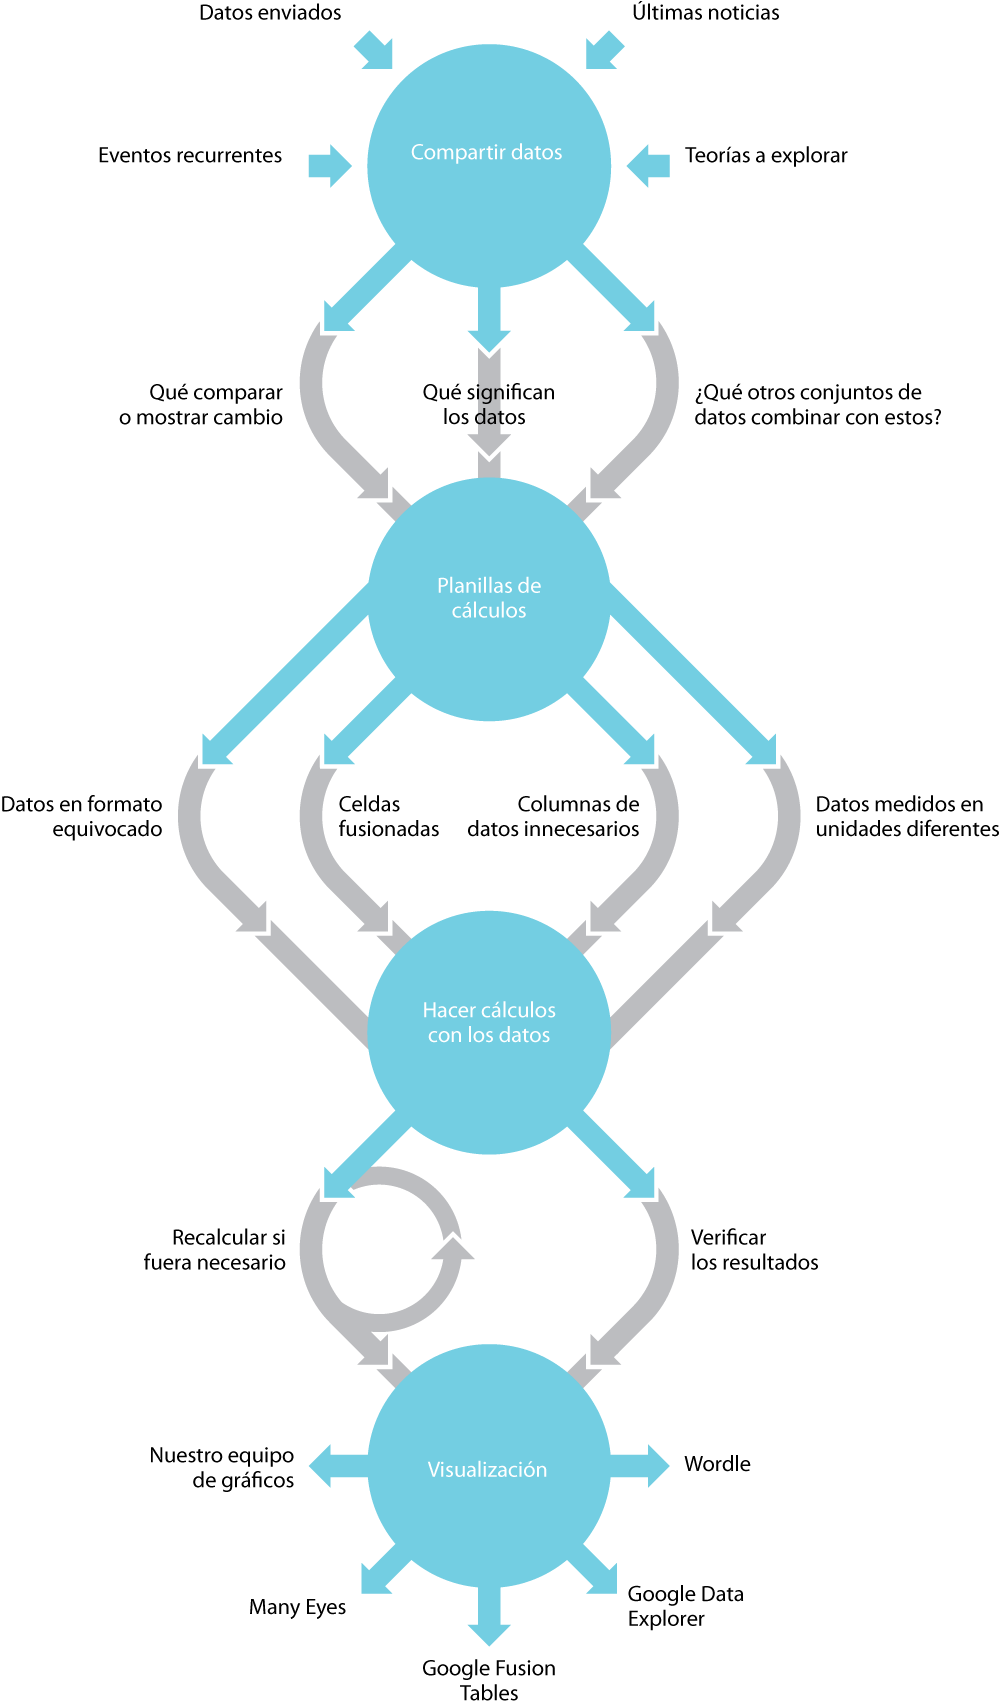 Datos enviados
Últimas noticias
Compartir datos
Eventos recurrentes
Teorías a explorar
Qué comparar
o mostrar cambio
Qué significan
los datos
¿Qué otros conjuntos de
datos combinar con estos?
Planillas de
cálculos
Datos en formato
equivocado
Celdas
fusionadas
Columnas de
datos innecesarios
Datos medidos en
unidades diferentes
Hacer cálculos
con los datos
Recalcular si
fuera necesario
Verificar
los resultados
Nuestro equipo
de gráficos
Visualización
Wordle
Many Eyes
Google Data
Explorer
Google Fusion
Tables